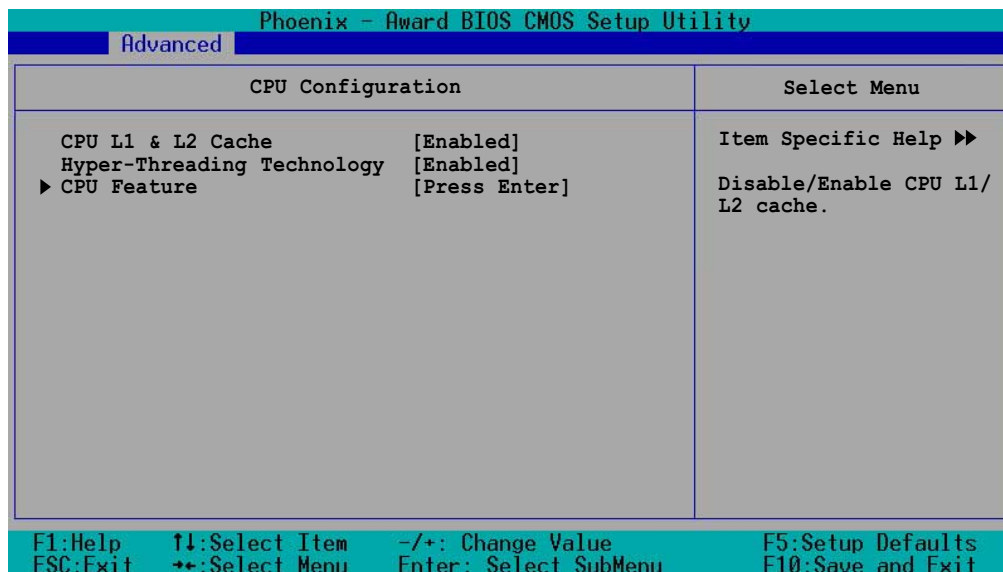 Phoenix - Award BIOS CMOS Setup Utility
Advanced
CPU Configuration
Select Menu
CPU L1 & L2 Cache [Enabled]
Hyper-Threading Technology [Enabled]
▶ CPU Feature [Press Enter]
Item Specific Help ▶▶
Disable/Enable CPU L1/
L2 cache.
F1:Help ↑↓:Select Item -/+: Change Value F5:Setup Defaults
ESC:Exit →←:Select Menu Enter: Select SubMenu F10:Save and Exit